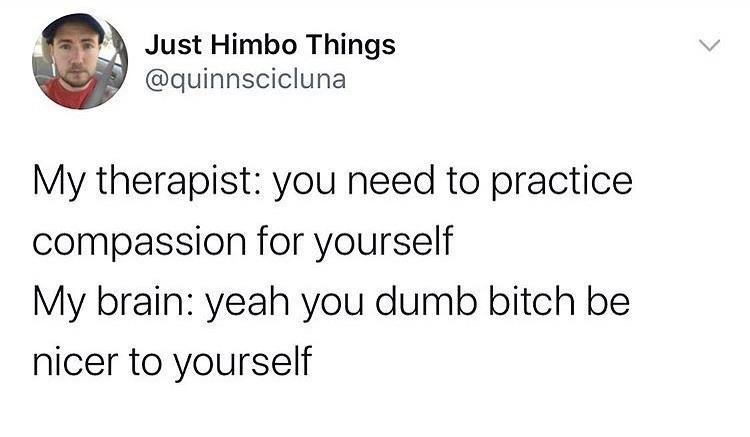 Just Himbo Things
@quinnscicluna
My therapist: you need to practice
compassion for yourself
My brain: yeah you dumb bitch be
nicer to yourself